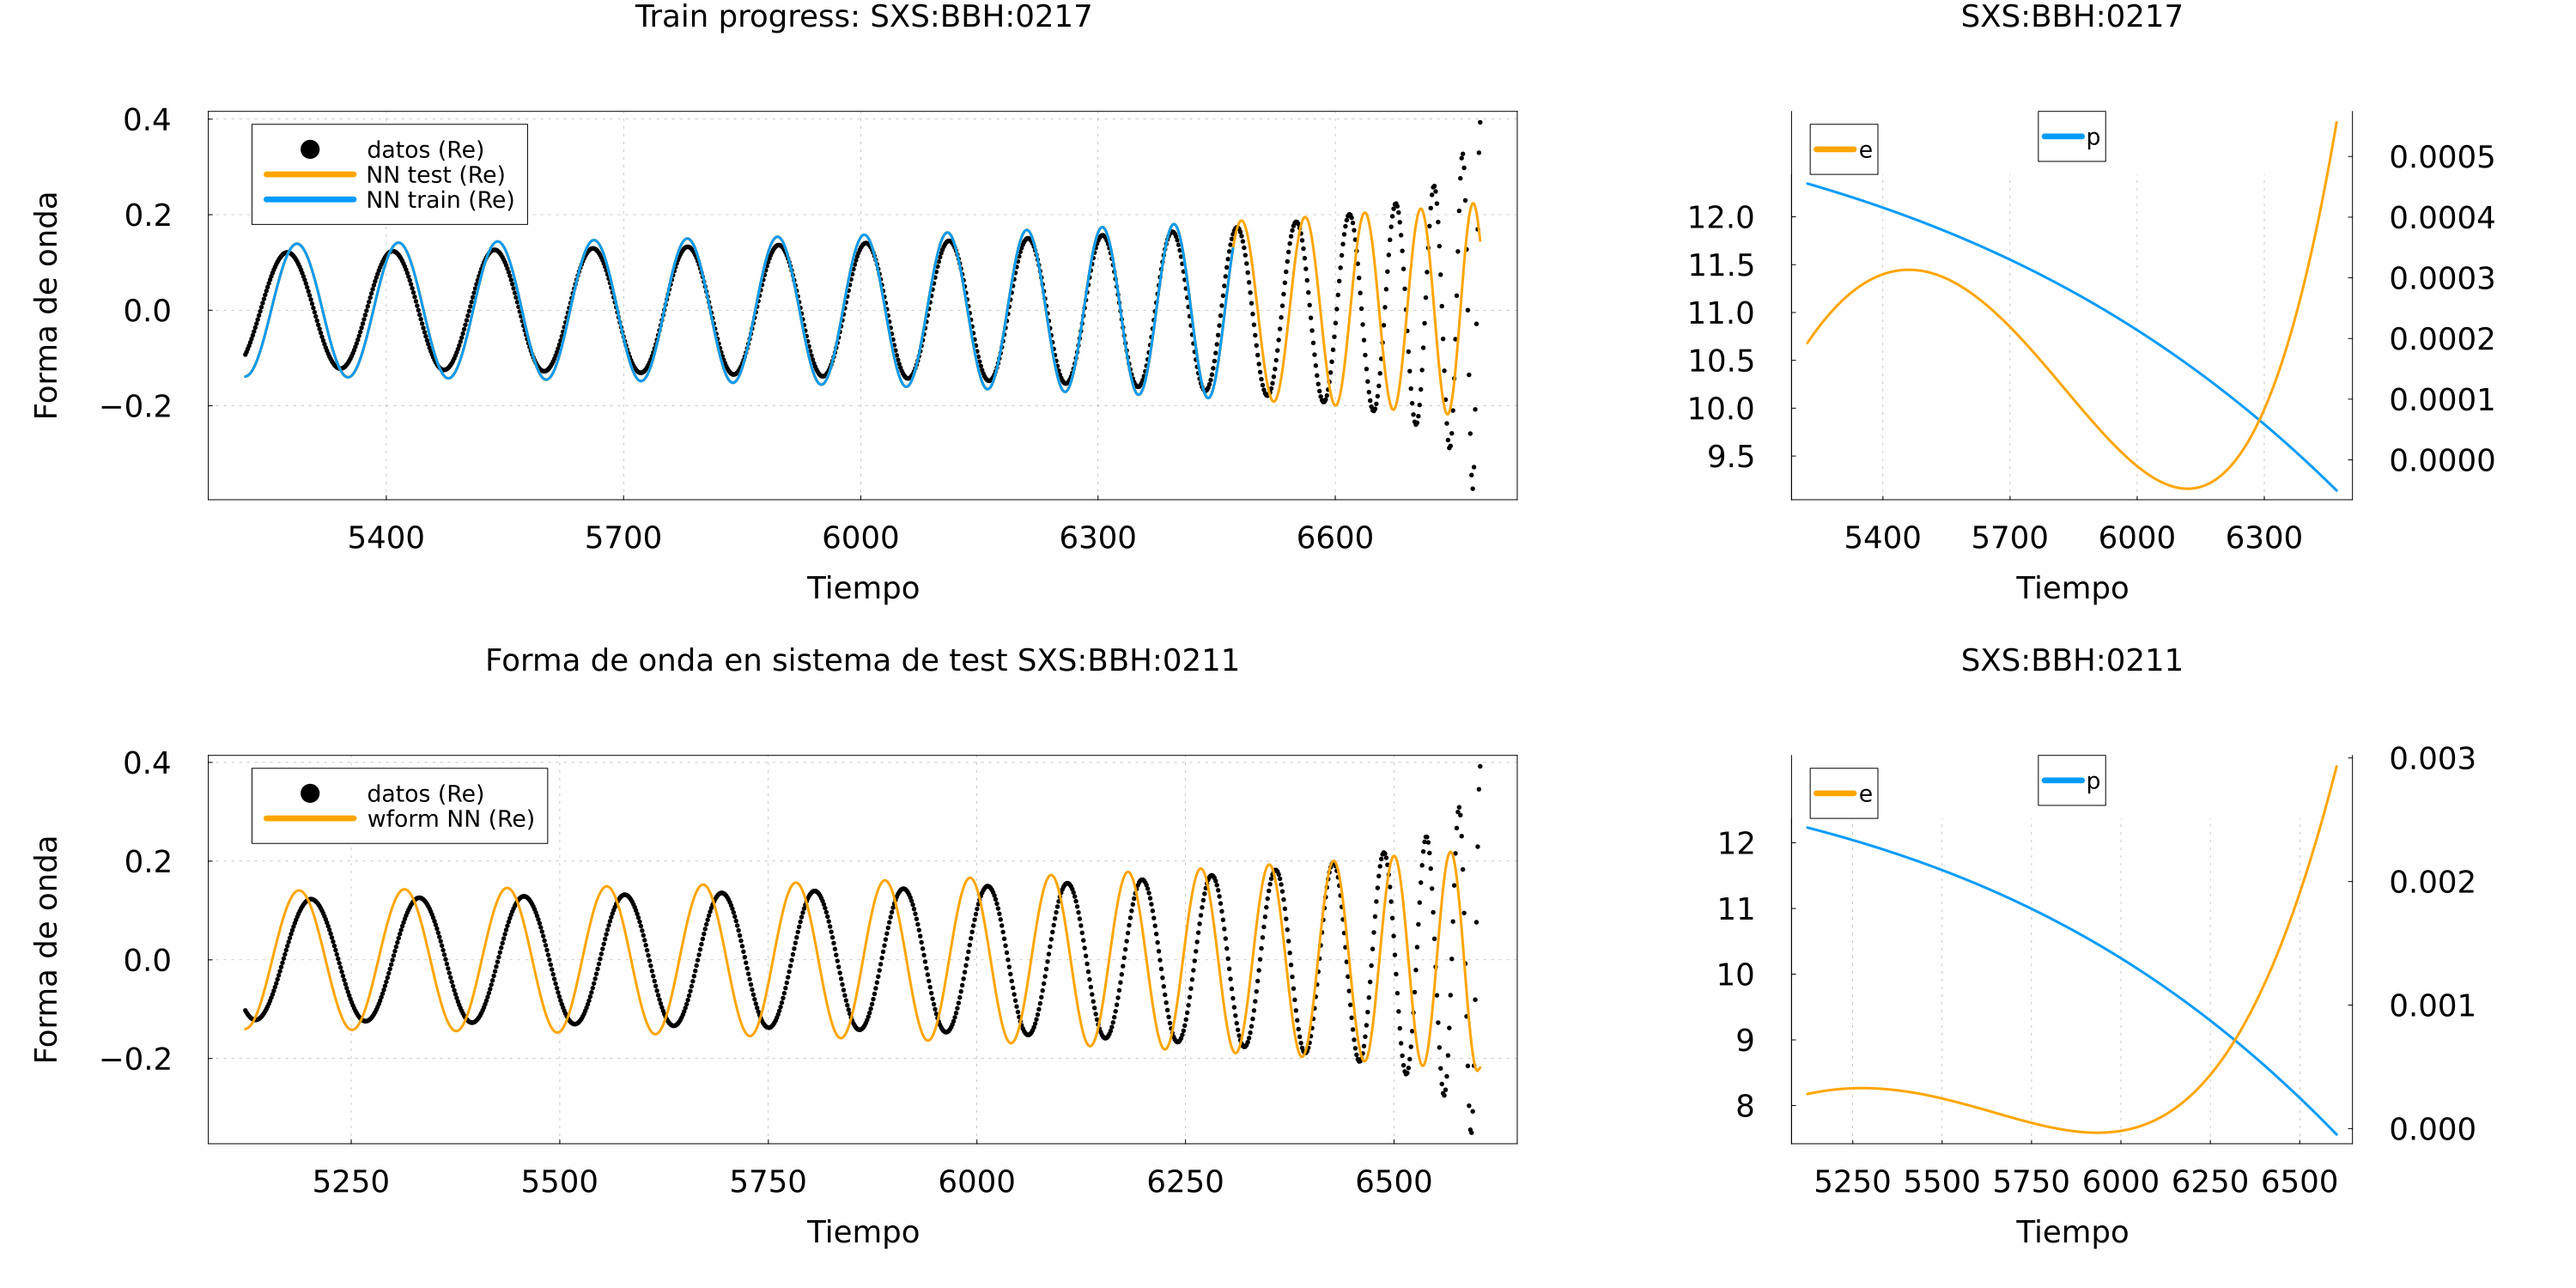 Train progress: SXS:BBH:0217
Forma de onda
0.4
0.2
0.0
−0.2
datos (Re)
NN test (Re)
NN train (Re)
5400 5700 6000 6300 6600
Tiempo
SXS:BBH:0217
e
p
12.0
11.5
11.0
10.5
10.0
9.5
0.0005
0.0004
0.0003
0.0002
0.0001
0.0000
5400 5700 6000 6300
Tiempo
Forma de onda en sistema de test SXS:BBH:0211
Forma de onda
0.4
0.2
0.0
−0.2
datos (Re)
wform NN (Re)
5250 5500 5750 6000 6250 6500
Tiempo
SXS:BBH:0211
e
p
12
11
10
9
8
0.003
0.002
0.001
0.000
5250 5500 5750 6000 6250 6500
Tiempo